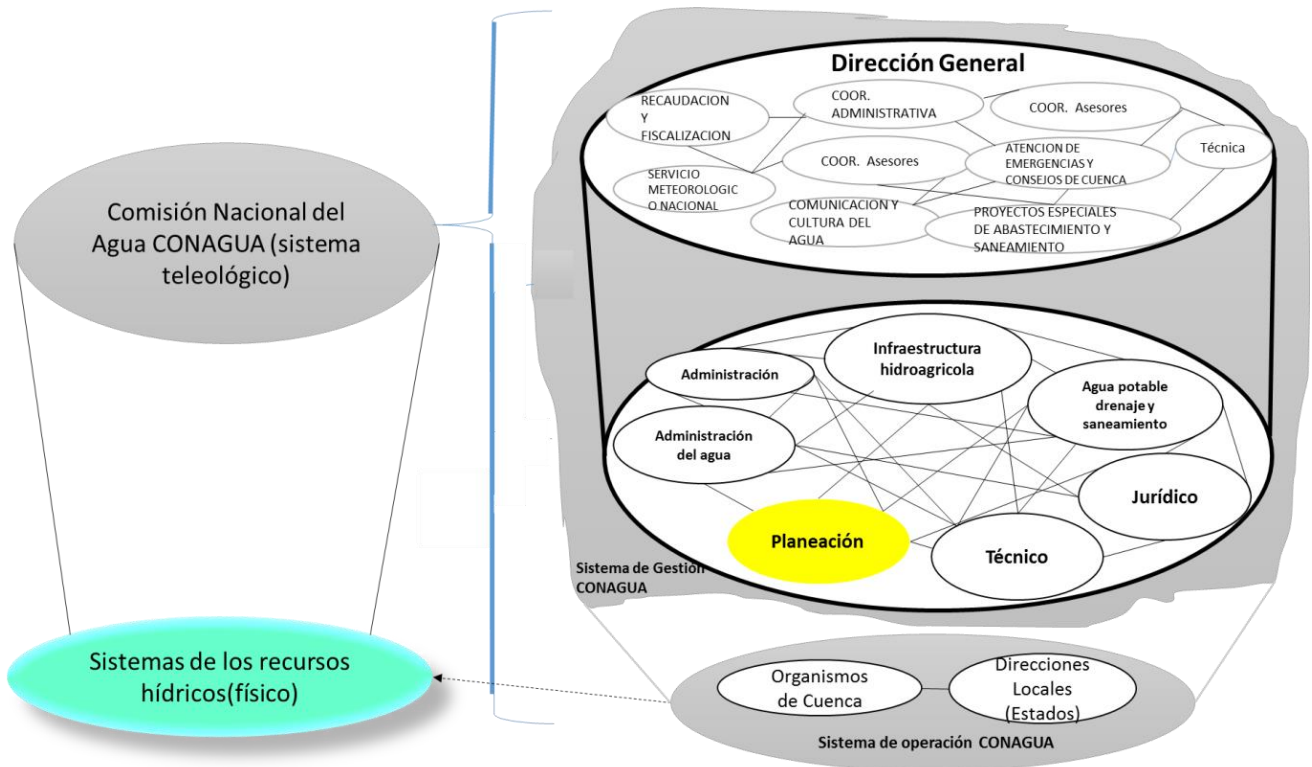 Comisión Nacional del
Agua CONAGUA (sistema
teleológico)
Sistemas de los recursos
hídricos(físico)
Dirección General
RECAUDACION
Y
FISCALIZACION
COOR.
ADMINISTRATIVA
COOR. Asesores
Técnica
SERVICIO
METEOROLOGIC
O NACIONAL
COOR. Asesores
ATENCION DE
EMERGENCIAS Y
CONSEJOS DE CUENCA
COMUNICACION Y
CULTURA DEL
AGUA
PROYECTOS ESPECIALES
DE ABASTECIMIENTO Y
SANEAMIENTO
Infraestructura
hidroagricola
Administración
Agua potable
drenaje y
saneamiento
Administración
del agua
Jurídico
Planeación
Técnico
Sistema de Gestión
CONAGUA
Organismos
de Cuenca
Direcciones
Locales
(Estados)
Sistema de operación CONAGUA